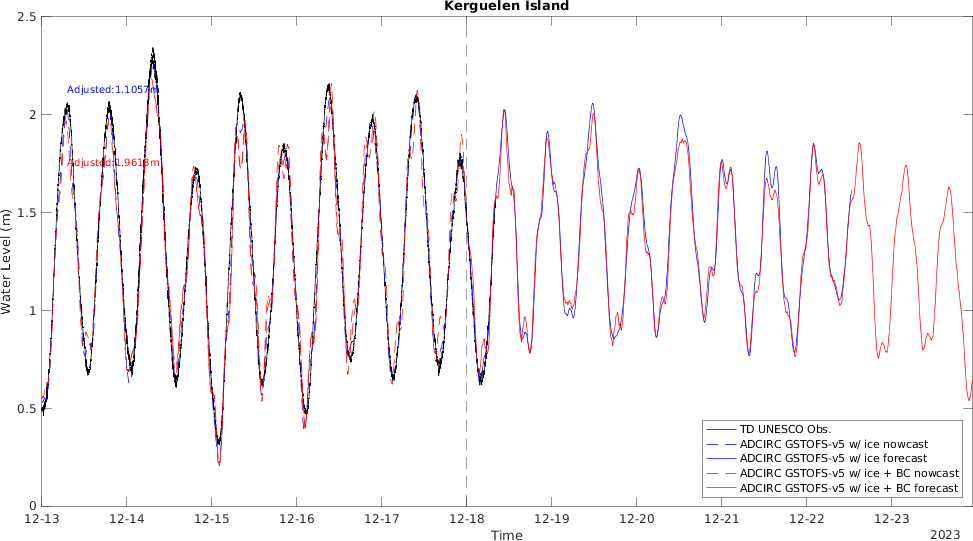 Kerguelen Island
2.5
2
1.5
1
0.5
0
Water Level (m)
Adjusted:1.1057m
Adjusted:1.9618m
TD UNESCO Obs.
ADCIRC GSTOFS-v5 w/ ice nowcast
ADCIRC GSTOFS-v5 w/ ice forecast
ADCIRC GSTOFS-v5 w/ ice + BC nowcast
ADCIRC GSTOFS-v5 w/ ice + BC forecast
12-13 12-14 12-15 12-16 12-17 12-18 12-19 12-20 12-21 12-22 12-23
Time
2023